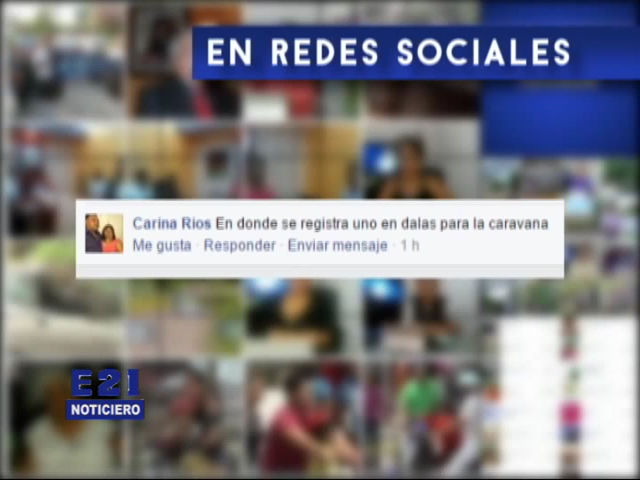 EN REDES SOCIALES
Carina Rios En donde se registra uno en dalas para la caravana
Me gusta · Responder · Enviar mensaje · 1 h
E21
NOTICIERO